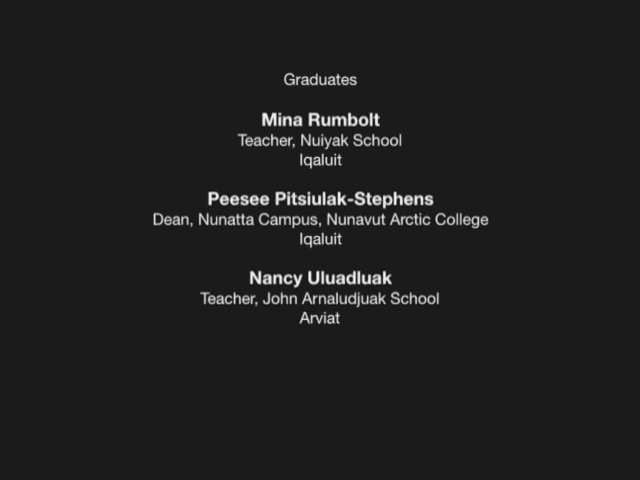 Graduates
Mina Rumbolt
Teacher, Nuiyak School
Iqaluit
Peesee Pitsiulak-Stephens
Dean, Nunatta Campus, Nunavut Arctic College
Iqaluit
Nancy Uluadluak
Teacher, John Arnaludjuak School
Arviat